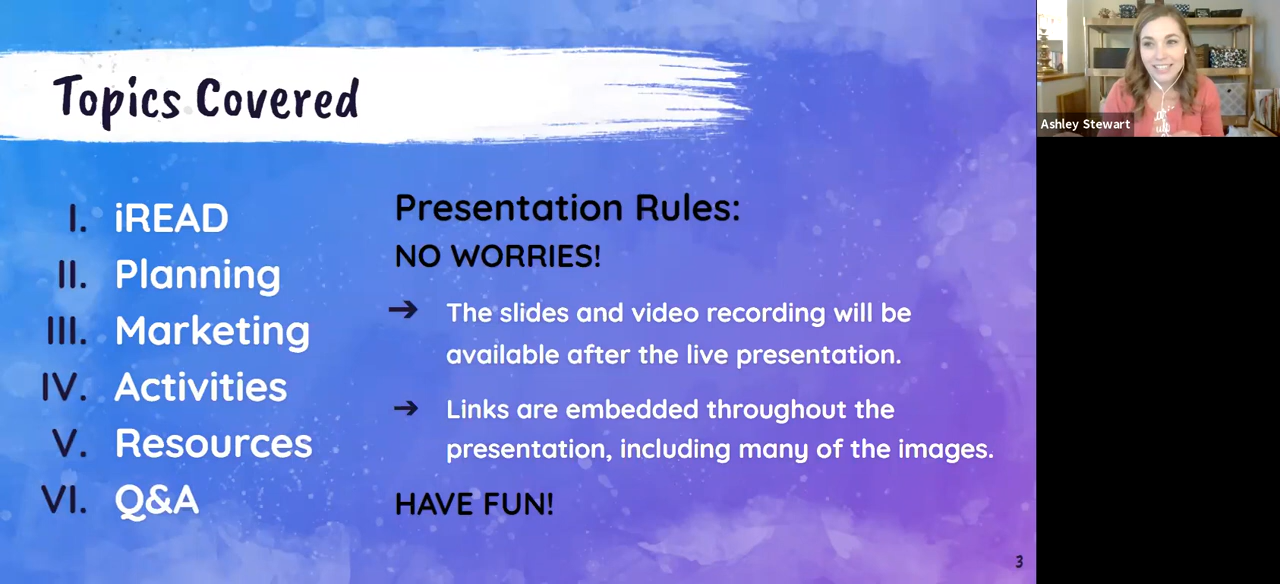 Topics Covered
I. iREAD
II. Planning
III. Marketing
IV. Activities
V. Resources
VI. Q&A
Presentation Rules:
NO WORRIES!
➔ The slides and video recording will be
available after the live presentation.
➔ Links are embedded throughout the
presentation, including many of the images.
HAVE FUN!
3
Ashley Stewart